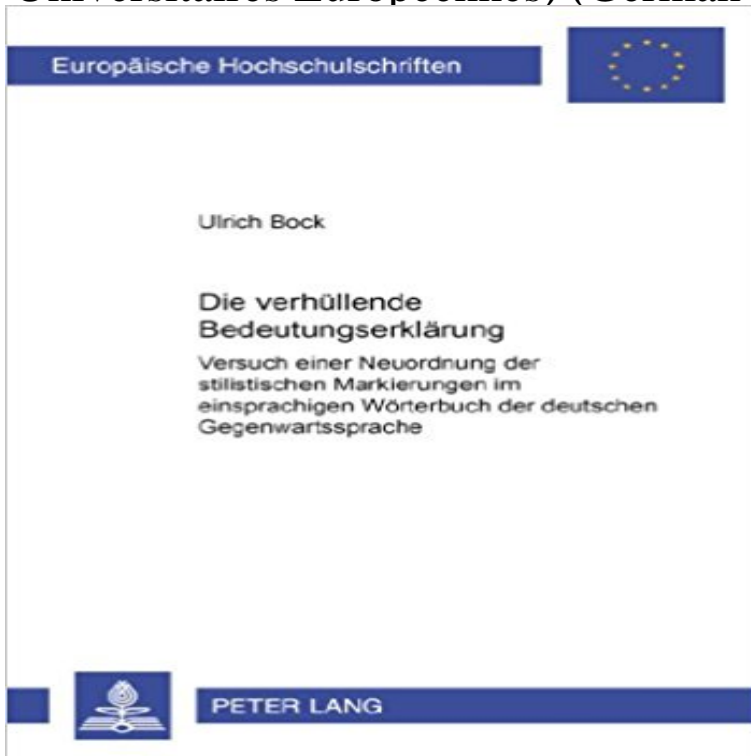 Europäische Hochschulschriften
Ulrich Bock
Die verhüllende
Bedeutungserklärung
Versuch einer Neuordnung der
stilistischen Markierungen im
einsprachigen Wörterbuch der deutschen
Gegenwartssprache
PETER LANG